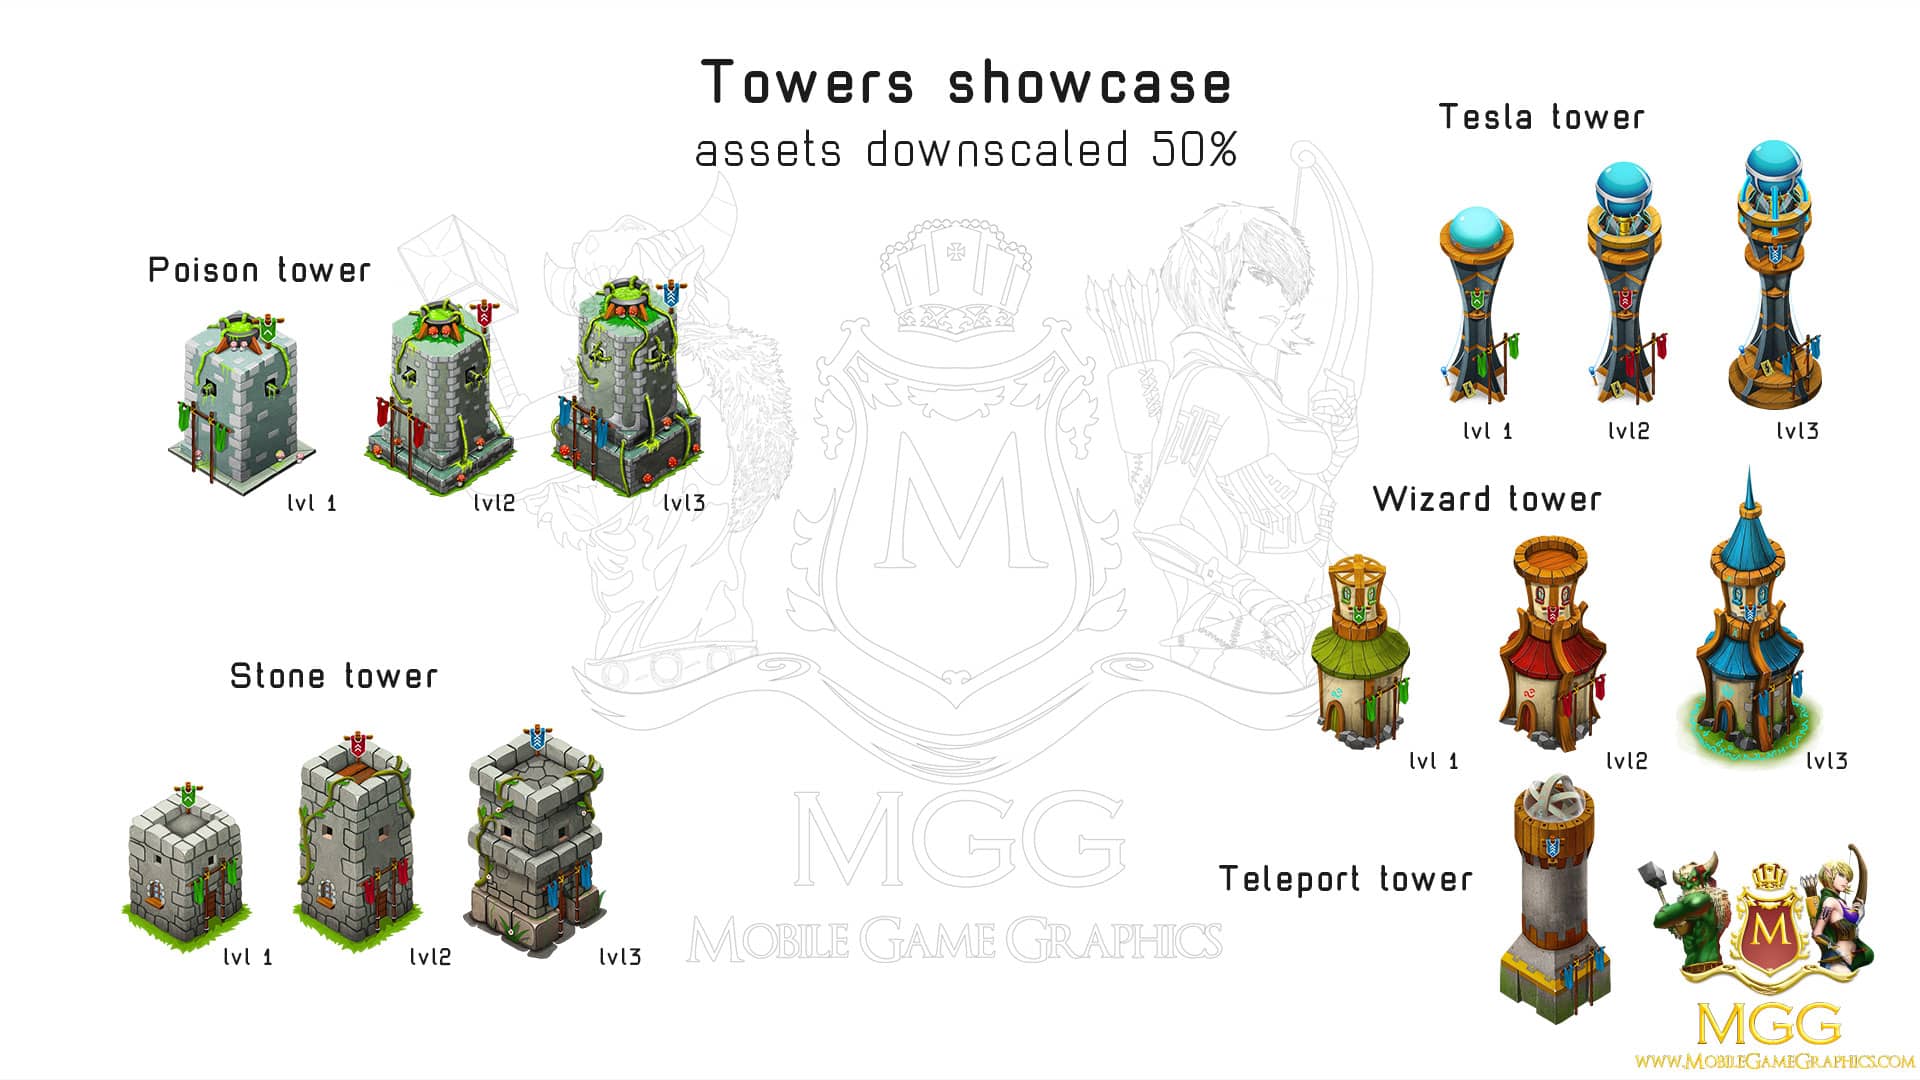 Towers showcase
assets downscaled 50%
Tesla tower
lvl 1
lvl2
lvl3
Poison tower
lvl 1
lvl2
lvl3
Wizard tower
lvl 1
lvl2
lvl3
Stone tower
lvl 1
lvl2
lvl3
Teleport tower
M
MGG
MOBILE GAME GRAPHICS
M
MGG
WWW.MOBILEGAMEGRAPHICS.COM